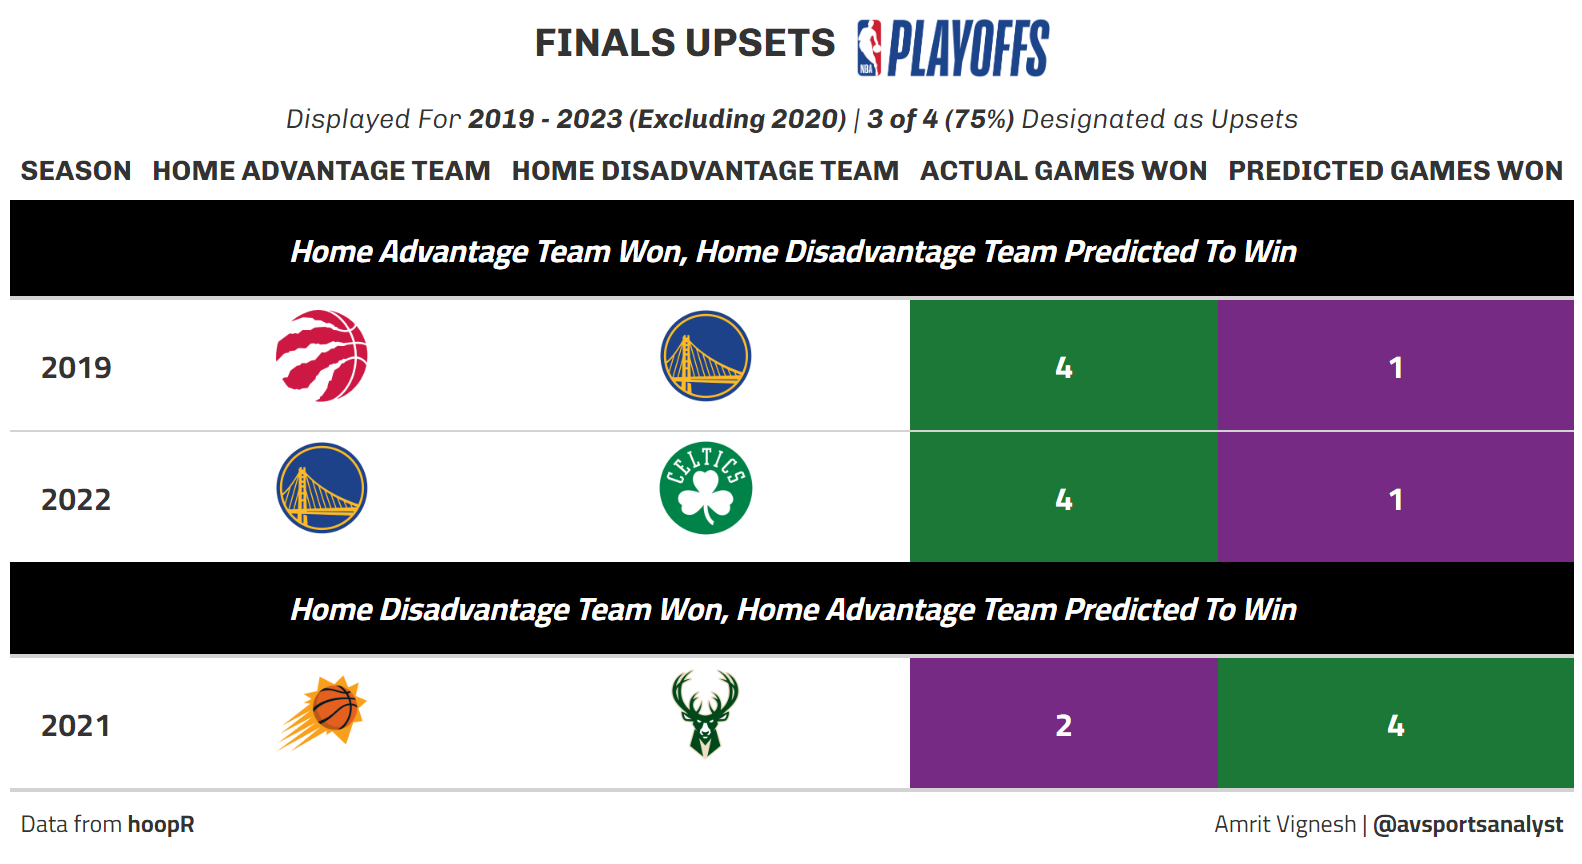 FINALS UPSETS NBA PLAYOFFS
Displayed For 2019 - 2023 (Excluding 2020) | 3 of 4 (75%) Designated as Upsets
SEASON HOME ADVANTAGE TEAM HOME DISADVANTAGE TEAM ACTUAL GAMES WON PREDICTED GAMES WON
Home Advantage Team Won, Home Disadvantage Team Predicted To Win
2019 4 1
2022 CELTICS 4 1
Home Disadvantage Team Won, Home Advantage Team Predicted To Win
2021 2 4
Data from hoopR Amrit Vignesh | @avsportsanalyst